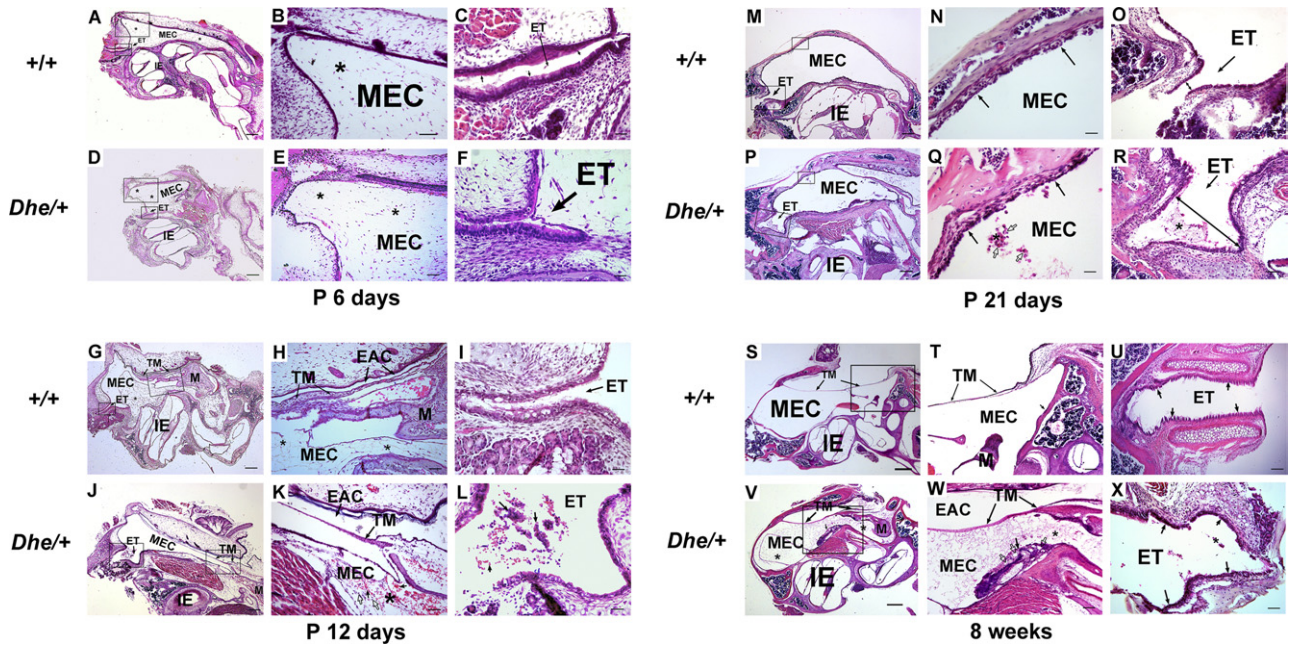 A
MEC
ET
IE
B
MEC
C
ET
+/+
D
MEC
ET
IE
E
MEC
F
ET
Dhe/+
P 6 days
G
TM
MEC
M
ET
IE
H
EAC
TM
M
MEC
I
ET
+/+
J
MEC
ET
TM
IE
M
K
EAC
TM
MEC
L
ET
Dhe/+
P 12 days
M
MEC
ET
IE
N
MEC
O
ET
+/+
P
MEC
ET
IE
Q
MEC
R
ET
Dhe/+
P 21 days
S
TM
MEC
IE
T
TM
MEC
M
U
ET
+/+
V
TM
M
MEC
IE
W
TM
EAC
MEC
X
ET
Dhe/+
8 weeks